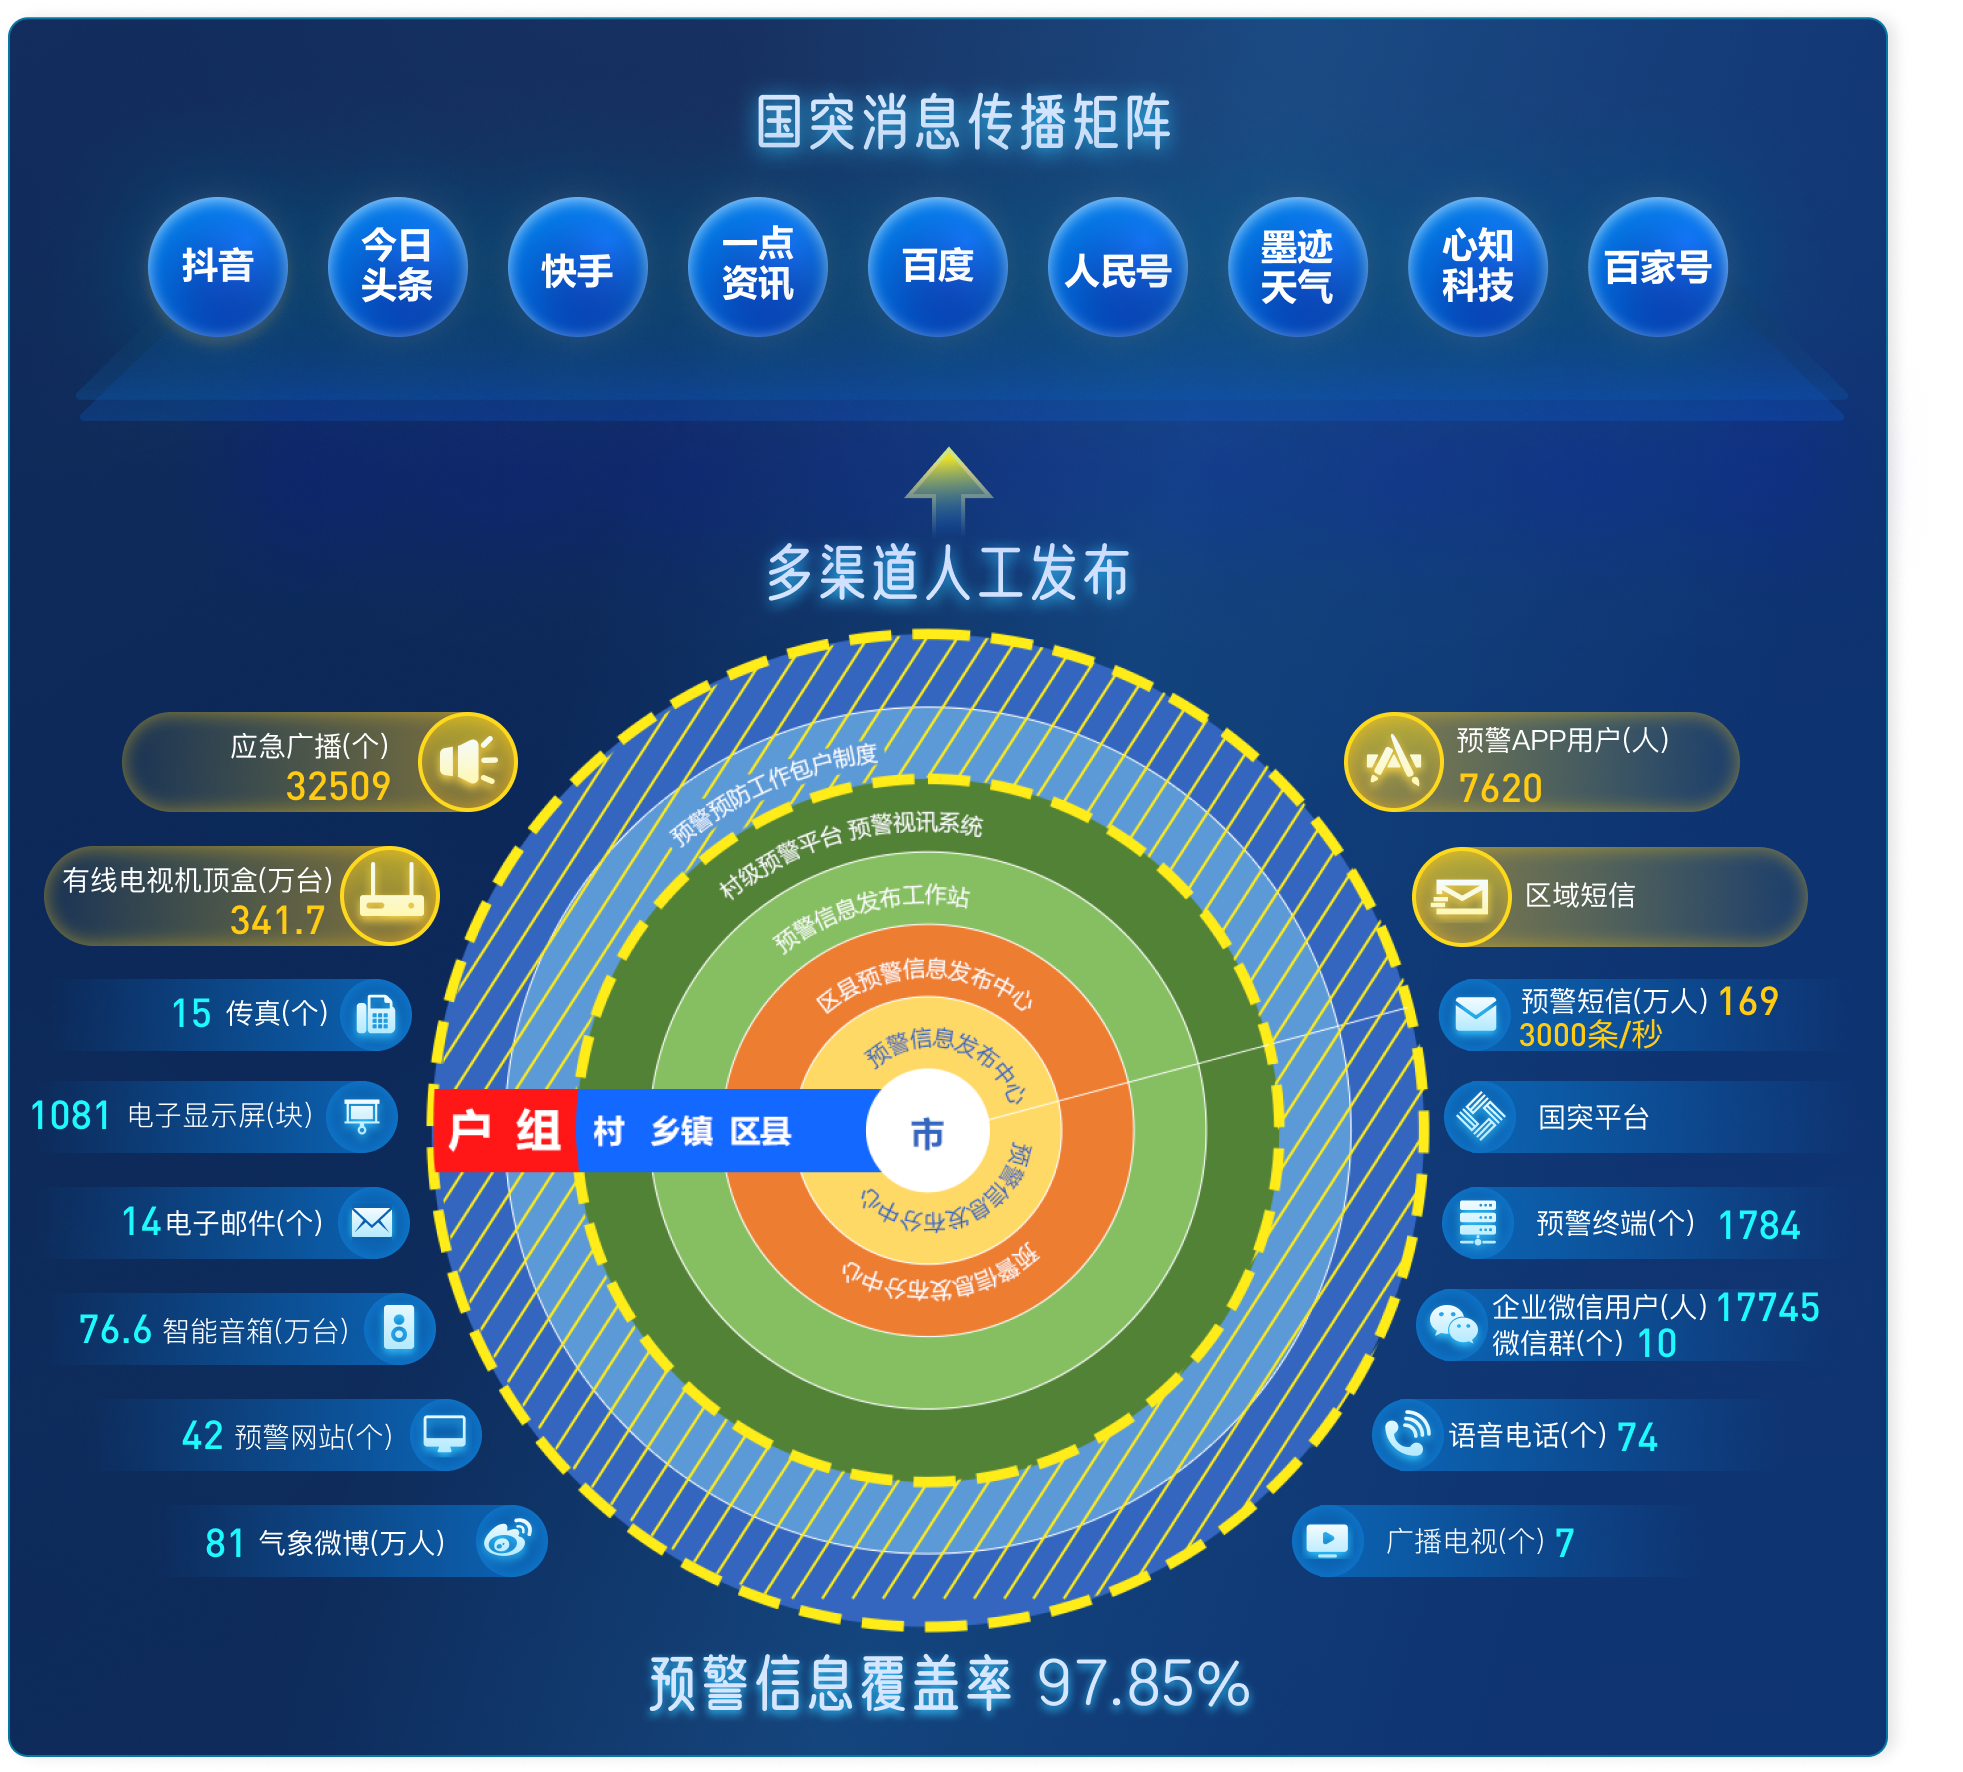 国突消息传播矩阵
抖音
今日
头条
快手
一点
资讯
百度
人民号
墨迹
天气
心知
科技
百家号
多渠道人工发布
应急广播(个)
32509
有线电视机顶盒(万台)
341.7
15 传真(个)
1081 电子显示屏(块)
14 电子邮件(个)
76.6 智能音箱(万台)
42 预警网站(个)
81 气象微博(万人)
预警预防工作包户制度
村级预警平台 预警视讯系统
预警信息发布工作站
区县预警信息发布中心
预警信息发布中心
户 组 村 乡镇 区县 市
预警信息发布分中心
预警信息发布分中心
预警APP用户(人)
7620
区域短信
预警短信(万人) 169
3000条/秒
国突平台
预警终端(个) 1784
企业微信用户(人) 17745
微信群(个) 10
语音电话(个) 74
广播电视(个) 7
预警信息覆盖率 97.85%